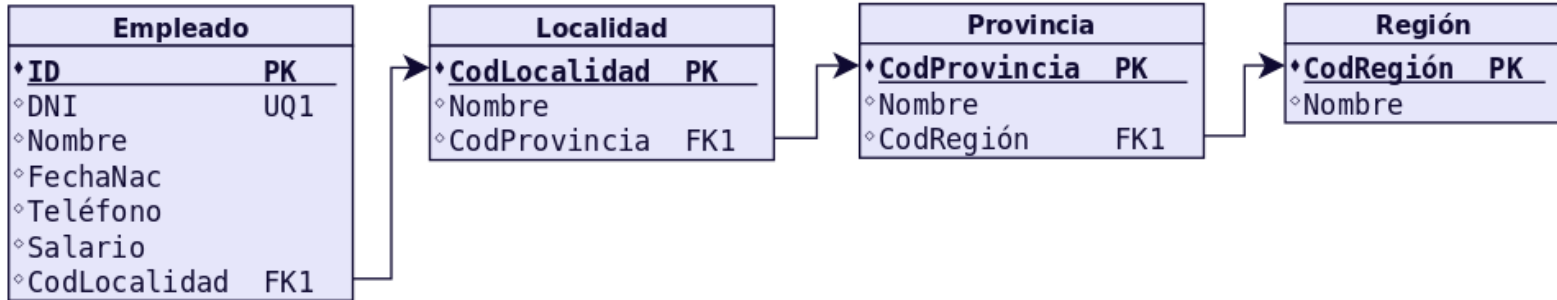 Empleado
ID PK
DNI UQ1
Nombre
FechaNac
Teléfono
Salario
CodLocalidad FK1
Localidad
CodLocalidad PK
Nombre
CodProvincia FK1
Provincia
CodProvincia PK
Nombre
CodRegión FK1
Región
CodRegión PK
Nombre